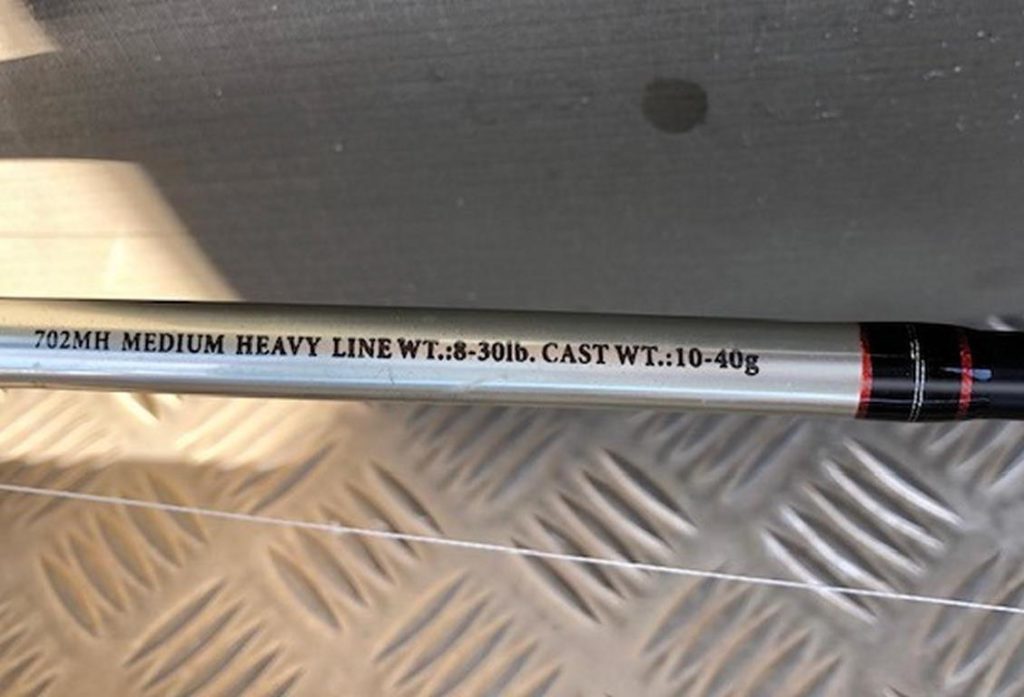 702MH MEDIUM HEAVY LINE WT.:8-30lb. CAST WT.:10-40g